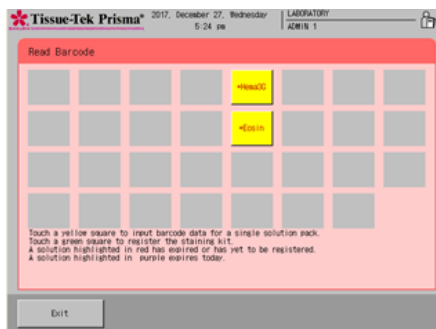 Tissue-Tek Prisma® 2017, December 27, Wednesday LABORATORY
5:24 pm ADMIN 1
Read Barcode
*Hema3G
*Eosin
Touch a yellow square to input barcode data for a single solution pack.
Touch a green square to register the staining kit.
A solution highlighted in red has expired or has yet to be registered.
A solution highlighted in purple expires today.
Exit